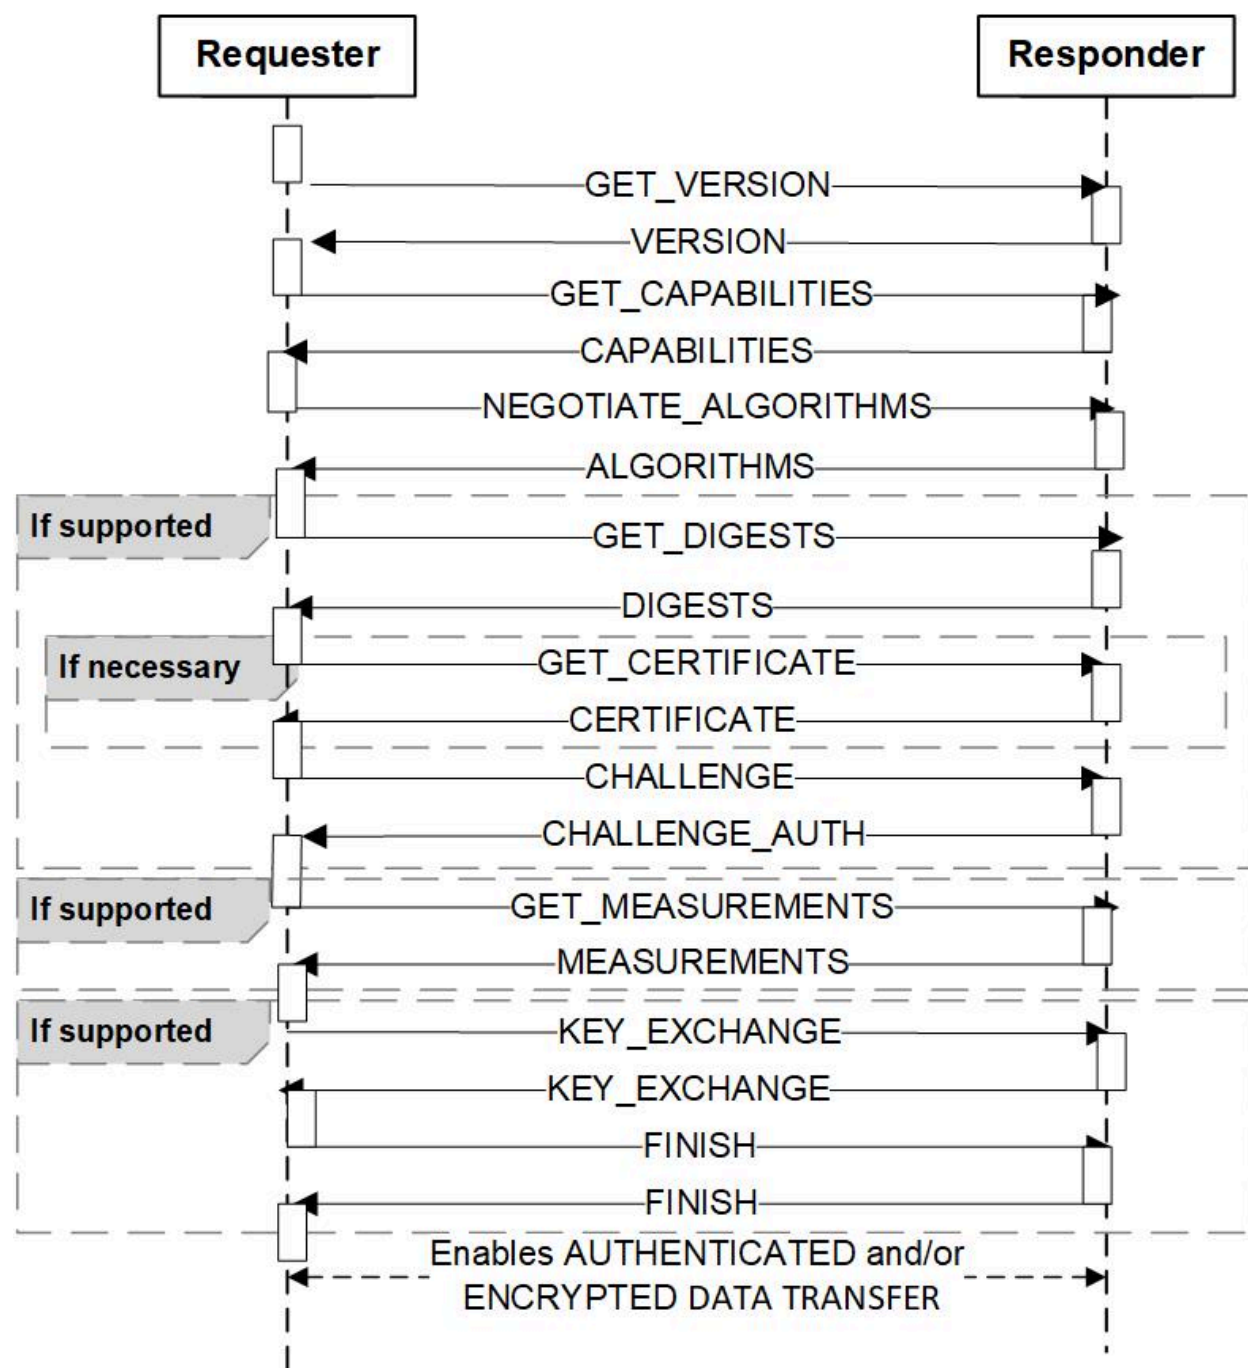 Requester
Responder
GET_VERSION
VERSION
GET_CAPABILITIES
CAPABILITIES
NEGOTIATE_ALGORITHMS
ALGORITHMS
If supported
GET_DIGESTS
DIGESTS
If necessary
GET_CERTIFICATE
CERTIFICATE
CHALLENGE
CHALLENGE_AUTH
If supported
GET_MEASUREMENTS
MEASUREMENTS
If supported
KEY_EXCHANGE
KEY_EXCHANGE
FINISH
FINISH
Enables AUTHENTICATED and/or
ENCRYPTED DATA TRANSFER